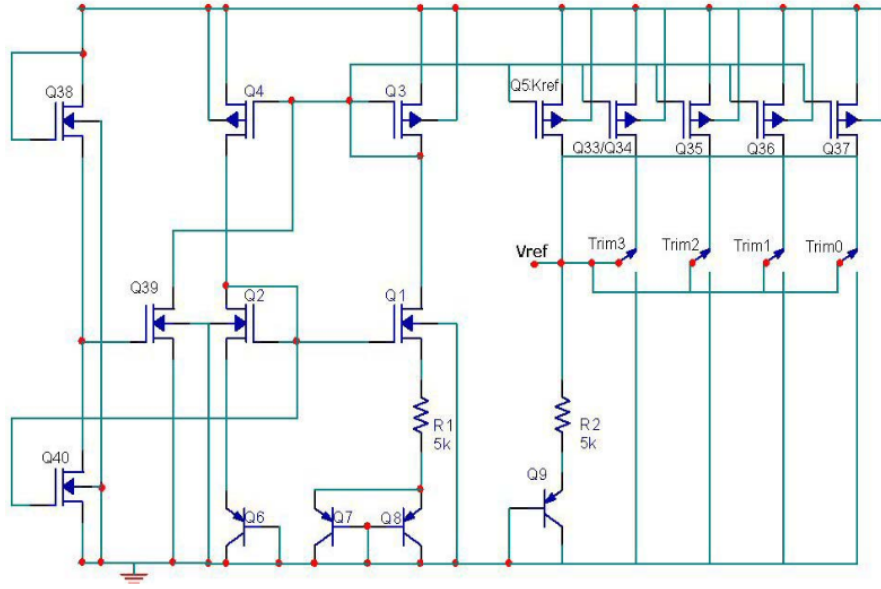 Q38
Q4
Q3
Q5:Kref
Q33/Q34
Q35
Q36
Q37
Vref
Trim3
Trim2
Trim1
Trim0
Q39
Q2
Q1
R1
5k
R2
5k
Q40
Q6
Q7
Q8
Q9